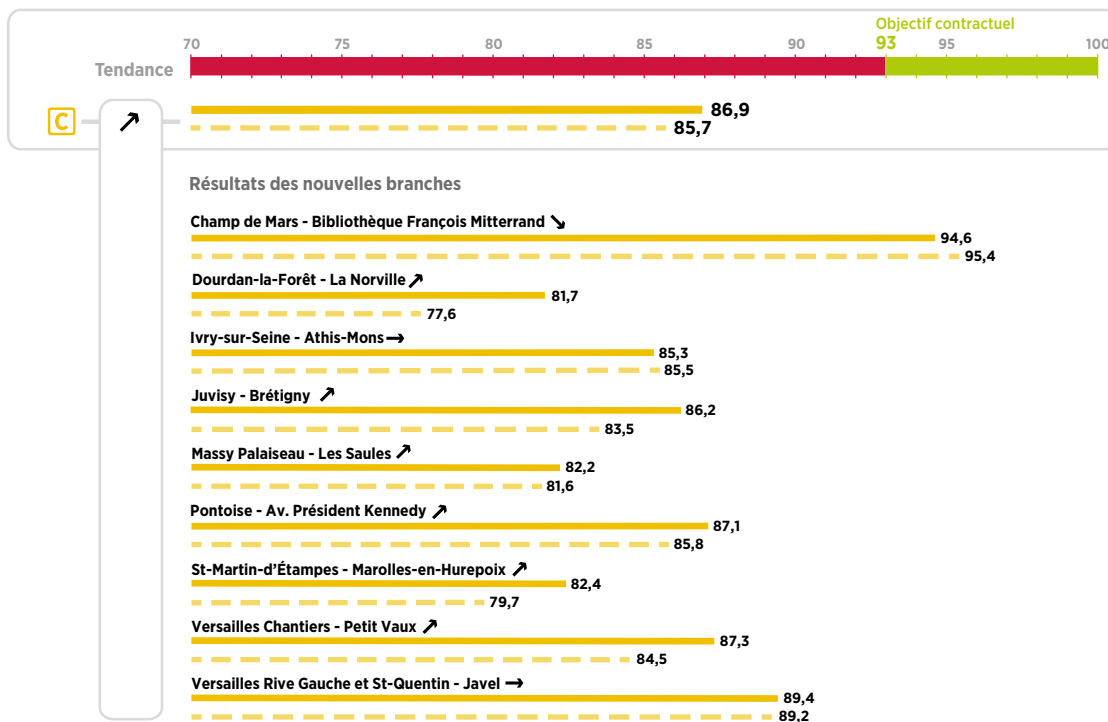 Objectif contractuel
70 75 80 85 90 93 95 100
Tendance
C
86,9
85,7
Résultats des nouvelles branches
Champ de Mars - Bibliothèque François Mitterrand
94,6
95,4
Dourdan-la-Forêt - La Norville
81,7
77,6
Ivry-sur-Seine - Athis-Mons
85,3
85,5
Juvisy - Brétigny
86,2
83,5
Massy Palaiseau - Les Saules
82,2
81,6
Pontoise - Av. Président Kennedy
87,1
85,8
St-Martin-d'Étampes - Marolles-en-Hurepoix
82,4
79,7
Versailles Chantiers - Petit Vaux
87,3
84,5
Versailles Rive Gauche et St-Quentin - Javel
89,4
89,2